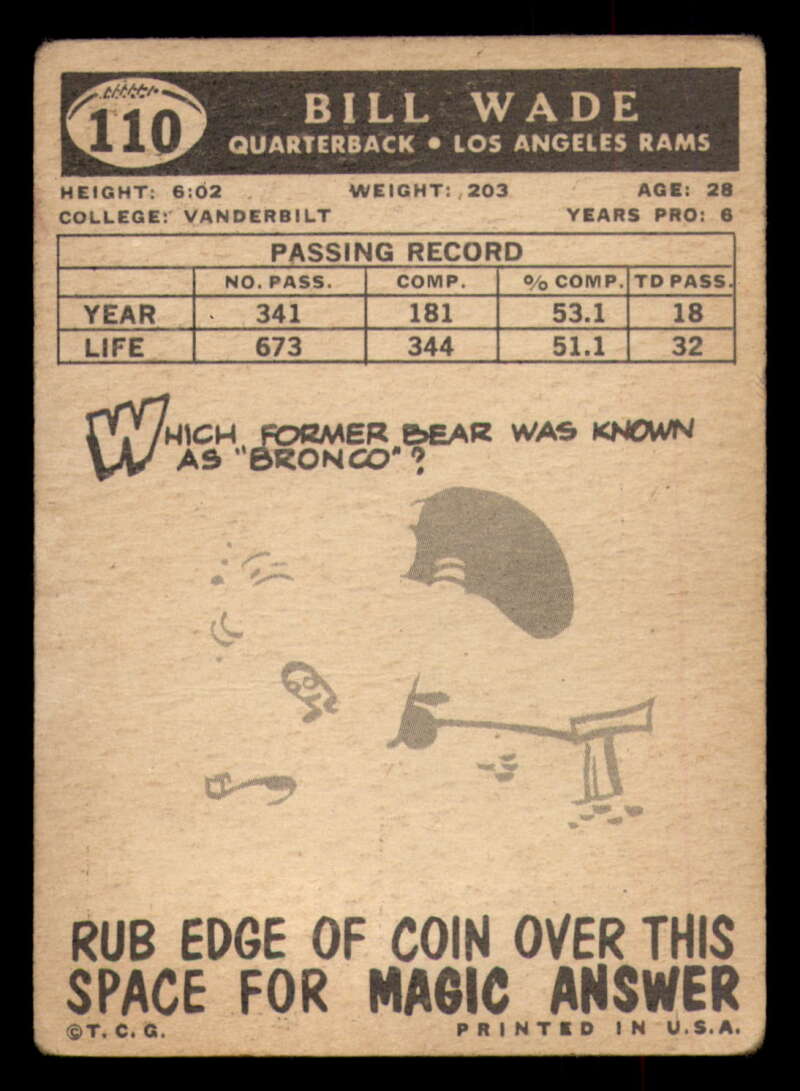 110
BILL WADE
QUARTERBACK • LOS ANGELES RAMS
HEIGHT: 6:02 WEIGHT: 203 AGE: 28
COLLEGE: VANDERBILT YEARS PRO: 6
PASSING RECORD
NO. PASS. COMP. % COMP. TD PASS.
YEAR 341 181 53.1 18
LIFE 673 344 51.1 32
WHICH FORMER BEAR WAS KNOWN
AS "BRONCO"?
RUB EDGE OF COIN OVER THIS
SPACE FOR MAGIC ANSWER
©T. C. G. PRINTED IN U.S.A.